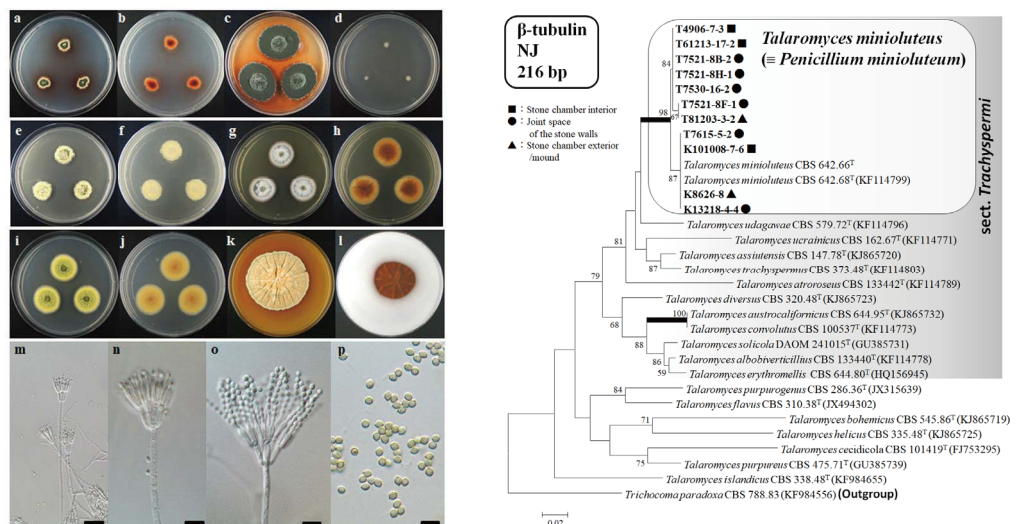 a b c d
e f g h
i j k l
m n o p
β-tubulin
NJ
216 bp
■ : Stone chamber interior
● : Joint space
of the stone walls
▲ : Stone chamber exterior
/mound
Talaromyces minioluteus
(≡ Penicillium minioluteum)
sect. Trachyspermi
T4906-7-3 ■
T61213-17-2 ■
T7521-8B-2 ●
T7521-8H-1 ●
T7530-16-2 ●
T7521-8F-1 ●
T81203-3-2 ▲
T7615-5-2 ●
K101008-7-6 ■
Talaromyces minioluteus CBS 642.66ᵀ
Talaromyces minioluteus CBS 642.68ᵀ(KF114799)
K8626-8 ▲
K13218-4-4 ●
Talaromyces udagawae CBS 579.72ᵀ(KF114796)
Talaromyces ucrainicus CBS 162.67ᵀ(KF114771)
Talaromyces assiutensis CBS 147.78ᵀ(KJ865720)
Talaromyces trachyspermus CBS 373.48ᵀ(KF114803)
Talaromyces atroroseus CBS 133442ᵀ(KF114789)
Talaromyces diversus CBS 320.48ᵀ(KJ865723)
Talaromyces austrocalifornicus CBS 644.95ᵀ(KJ865732)
Talaromyces convolutus CBS 100537ᵀ(KF114773)
Talaromyces solicola DAOM 241015ᵀ(GU385731)
Talaromyces albobiverticillius CBS 133440ᵀ(KF114778)
Talaromyces erythromellis CBS 644.80ᵀ(HQ156945)
Talaromyces purpurogenus CBS 286.36ᵀ(JX315639)
Talaromyces flavus CBS 310.38ᵀ(JX494302)
Talaromyces bohemicus CBS 545.86ᵀ(KJ865719)
Talaromyces helicus CBS 335.48ᵀ(KJ865725)
Talaromyces cecidicola CBS 101419ᵀ(FJ753295)
Talaromyces purpureus CBS 475.71ᵀ(GU385739)
Talaromyces islandicus CBS 338.48ᵀ(KF984655)
Trichocoma paradoxa CBS 788.83(KF984556) (Outgroup)
84
98
67
87
81
87
79
68
100
88
86
59
84
71
75
0.02